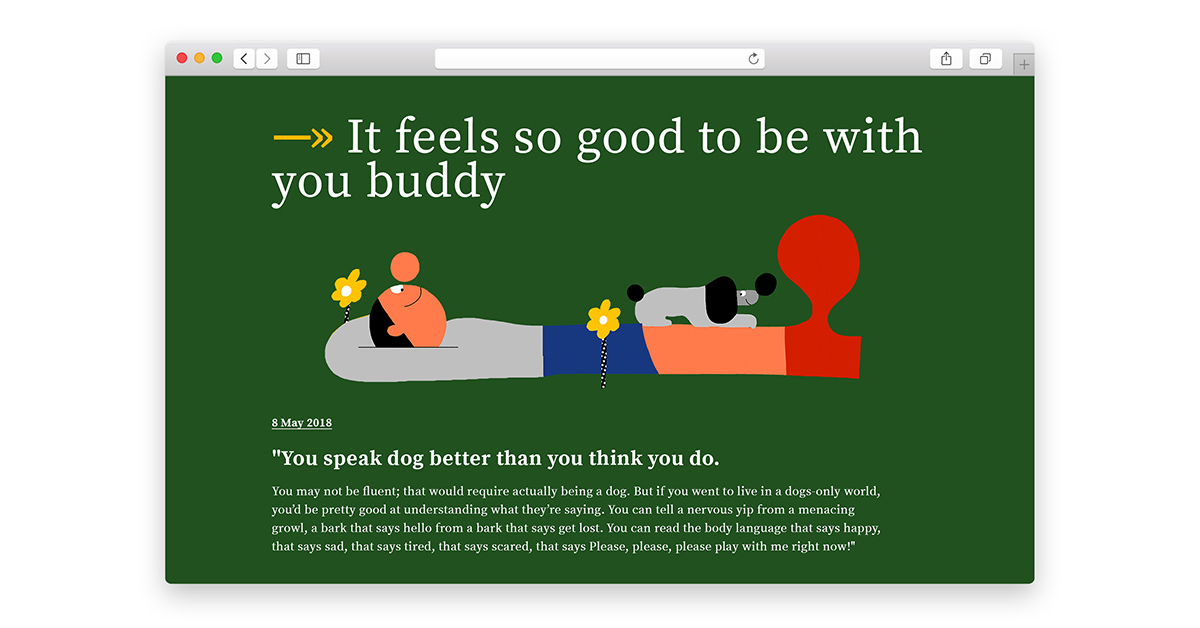 It feels so good to be with
you buddy
8 May 2018
"You speak dog better than you think you do.
You may not be fluent; that would require actually being a dog. But if you went to live in a dogs-only world,
you’d be pretty good at understanding what they’re saying. You can tell a nervous yip from a menacing
growl, a bark that says hello from a bark that says get lost. You can read the body language that says happy,
that says sad, that says tired, that says scared, that says Please, please, please play with me right now!"